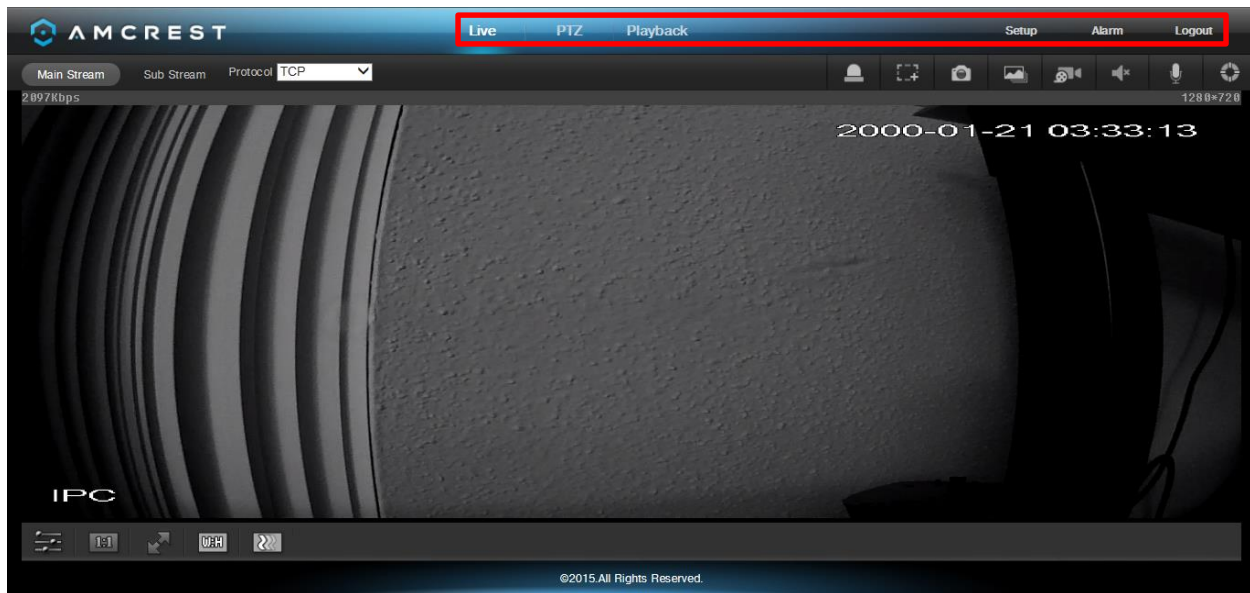 AMCREST Live PTZ Playback Setup Alarm Logout
Main Stream Sub Stream Protocol TCP
2097Kbps 1280*720
2000-01-21 03:33:13
IPC
1:1 W:H
©2015.All Rights Reserved.